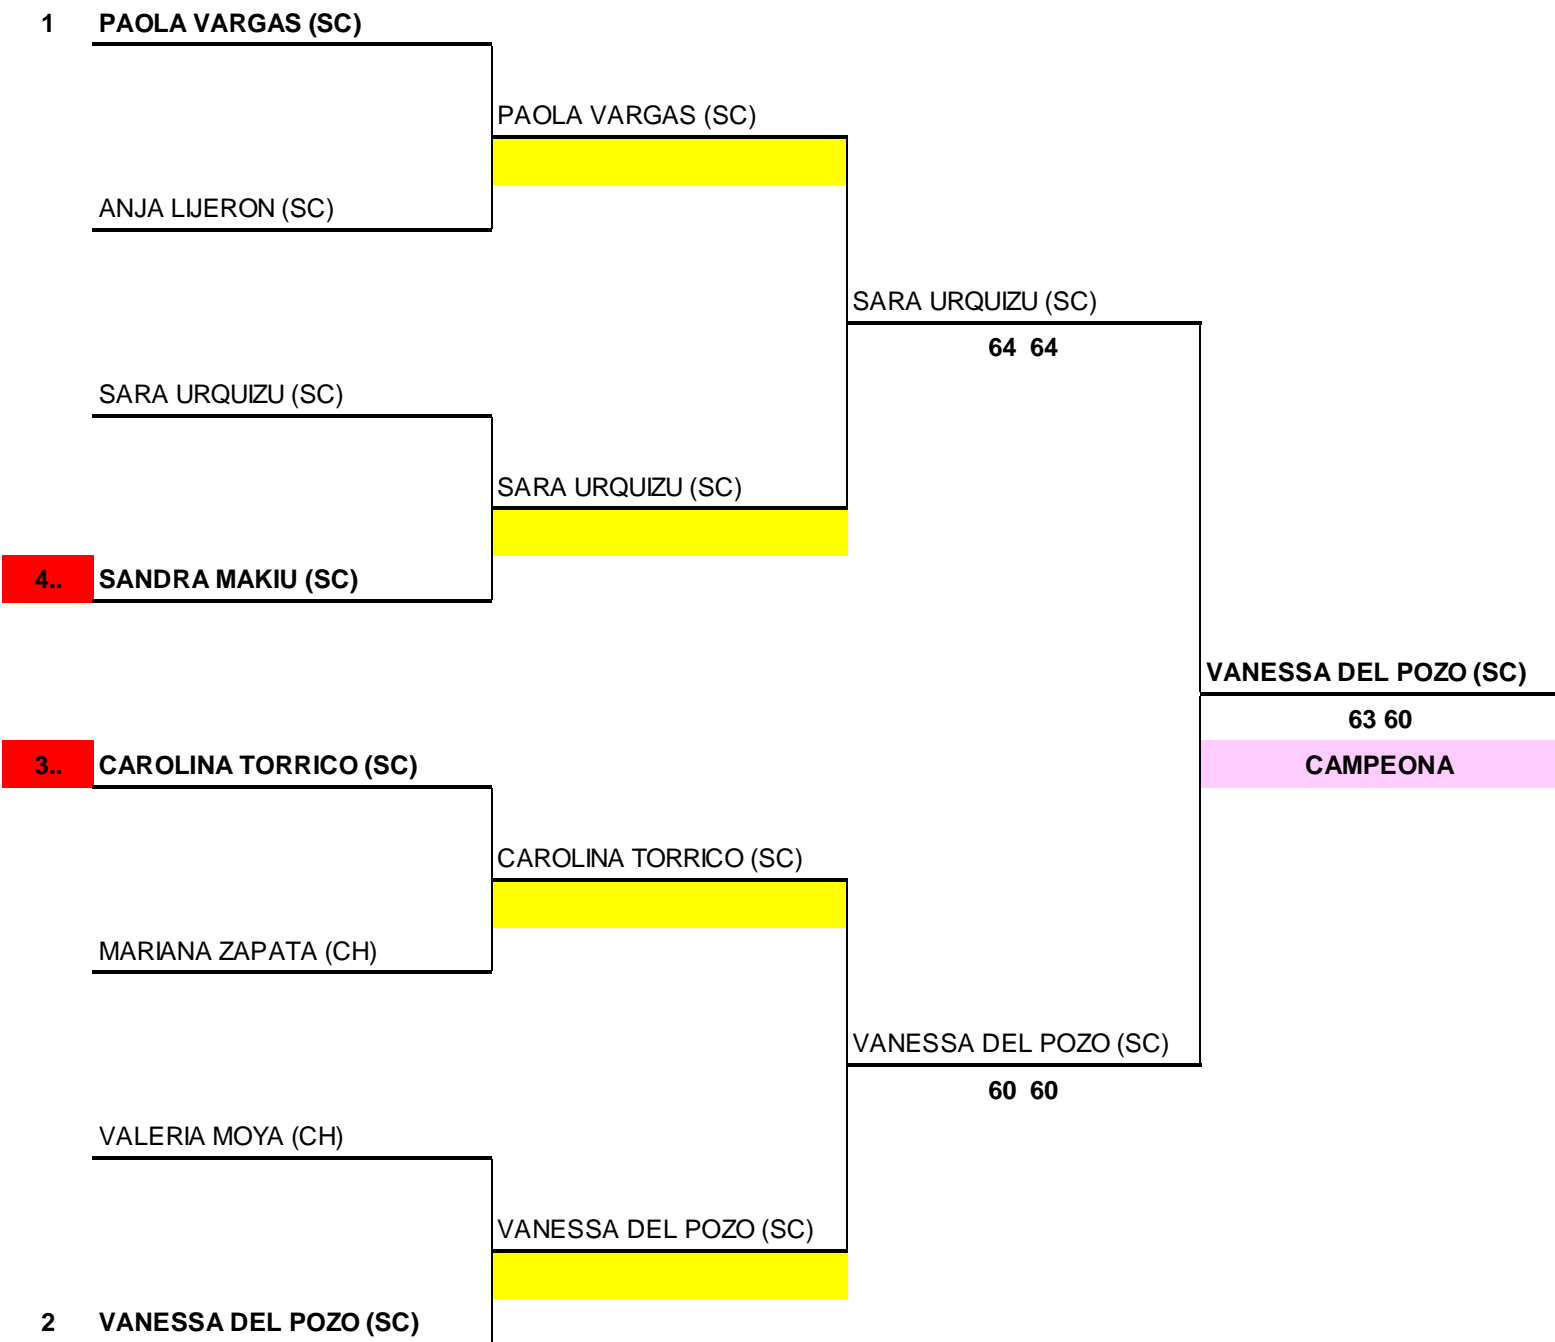 1 PAOLA VARGAS (SC)
PAOLA VARGAS (SC)
ANJA LIJERON (SC)
SARA URQUIZU (SC)
64 64
SARA URQUIZU (SC)
SARA URQUIZU (SC)
4.. SANDRA MAKIU (SC)
VANESSA DEL POZO (SC)
63 60
3.. CAROLINA TORRICO (SC)
CAMPEONA
CAROLINA TORRICO (SC)
MARIANA ZAPATA (CH)
VANESSA DEL POZO (SC)
60 60
VALERIA MOYA (CH)
VANESSA DEL POZO (SC)
2 VANESSA DEL POZO (SC)